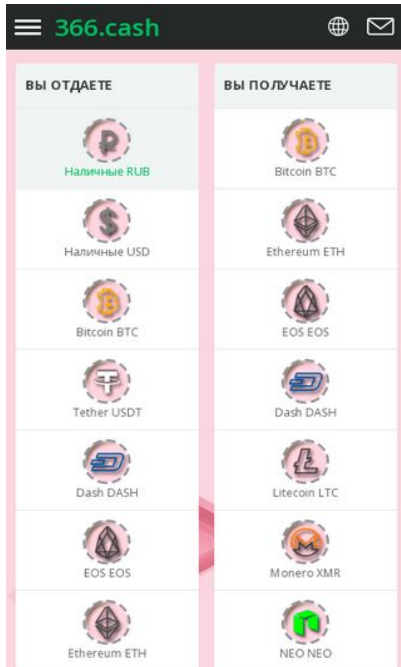 366.cash
ВЫ ОТДАЕТЕ
Наличные RUB
Наличные USD
Bitcoin BTC
Tether USDT
Dash DASH
EOS EOS
Ethereum ETH
ВЫ ПОЛУЧАЕТЕ
Bitcoin BTC
Ethereum ETH
EOS EOS
Dash DASH
Litecoin LTC
Monero XMR
NEO NEO